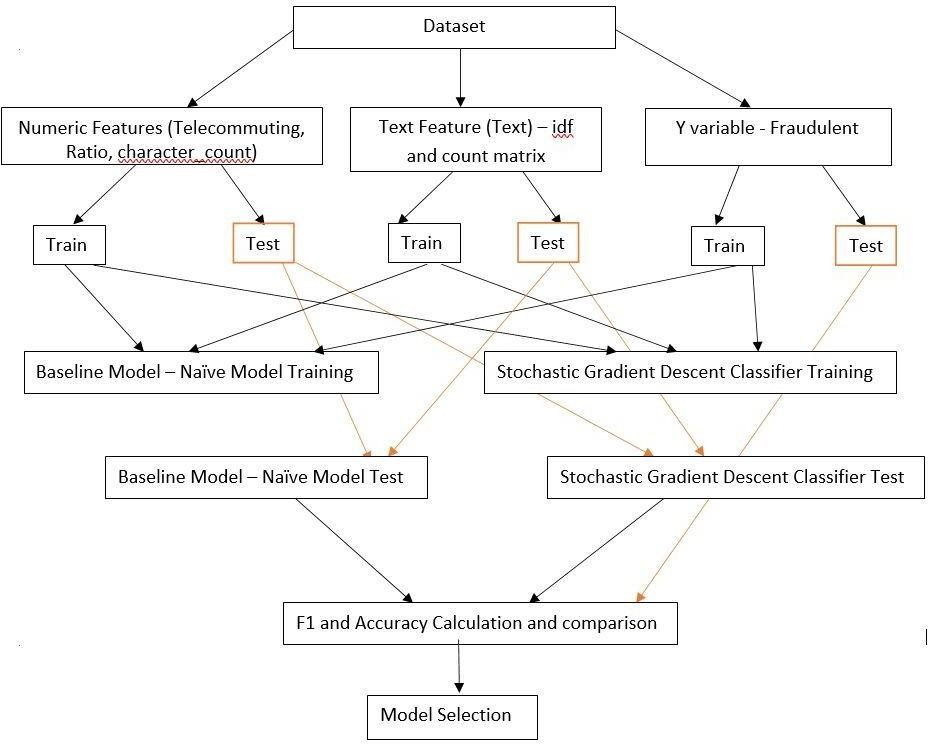 Dataset
Numeric Features (Telecommuting,
Ratio, character_count)
Text Feature (Text) – idf
and count matrix
Y variable - Fraudulent
Train
Test
Train
Test
Train
Test
Baseline Model – Naïve Model Training
Stochastic Gradient Descent Classifier Training
Baseline Model – Naïve Model Test
Stochastic Gradient Descent Classifier Test
F1 and Accuracy Calculation and comparison
Model Selection